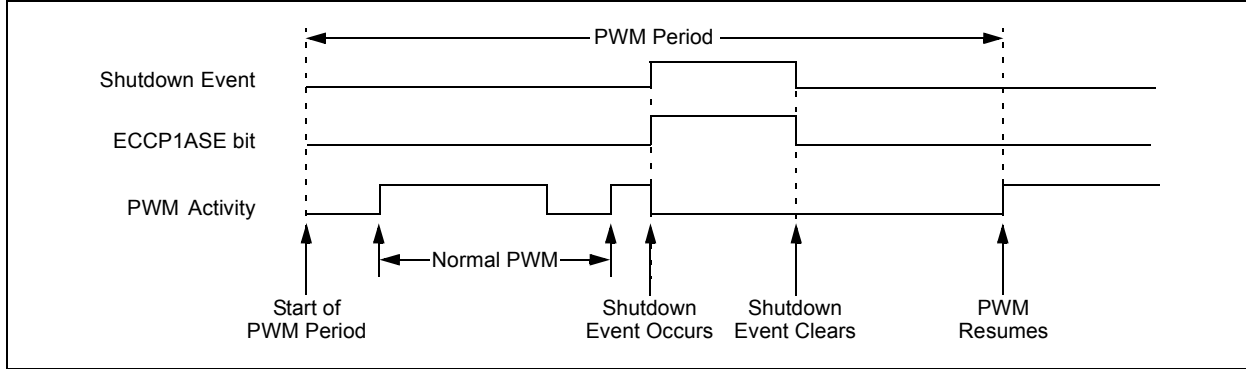 PWM Period
Shutdown Event
ECCP1ASE bit
PWM Activity
Normal PWM
Start of
PWM Period
Shutdown
Event Occurs
Shutdown
Event Clears
PWM
Resumes